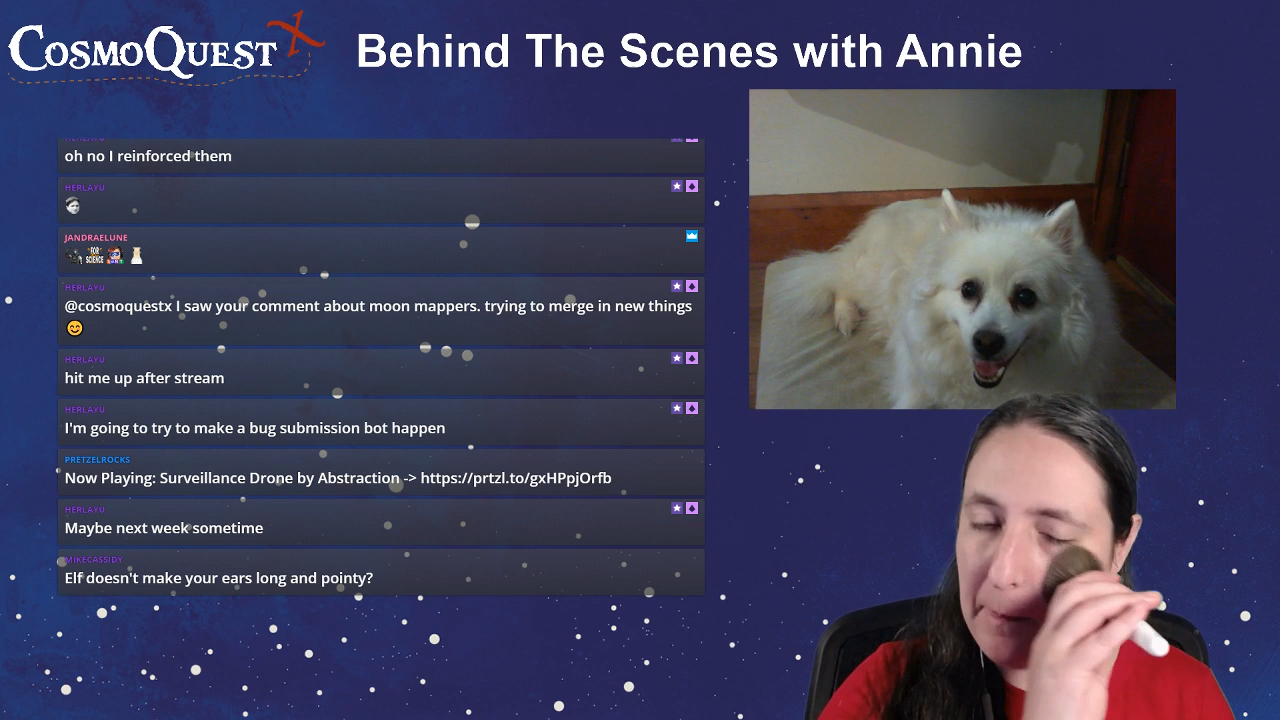 CosmoQuest X
Behind The Scenes with Annie
HERLAYU
oh no I reinforced them
HERLAYU
JANDRAELUNE
FOR SCIENCE
HERLAYU
@cosmoquestx I saw your comment about moon mappers. trying to merge in new things
HERLAYU
hit me up after stream
HERLAYU
I'm going to try to make a bug submission bot happen
PRETZELROCKS
Now Playing: Surveillance Drone by Abstraction -> https://prtzl.to/gxHPpjOrfb
HERLAYU
Maybe next week sometime
MIKECASSIDY
Elf doesn't make your ears long and pointy?